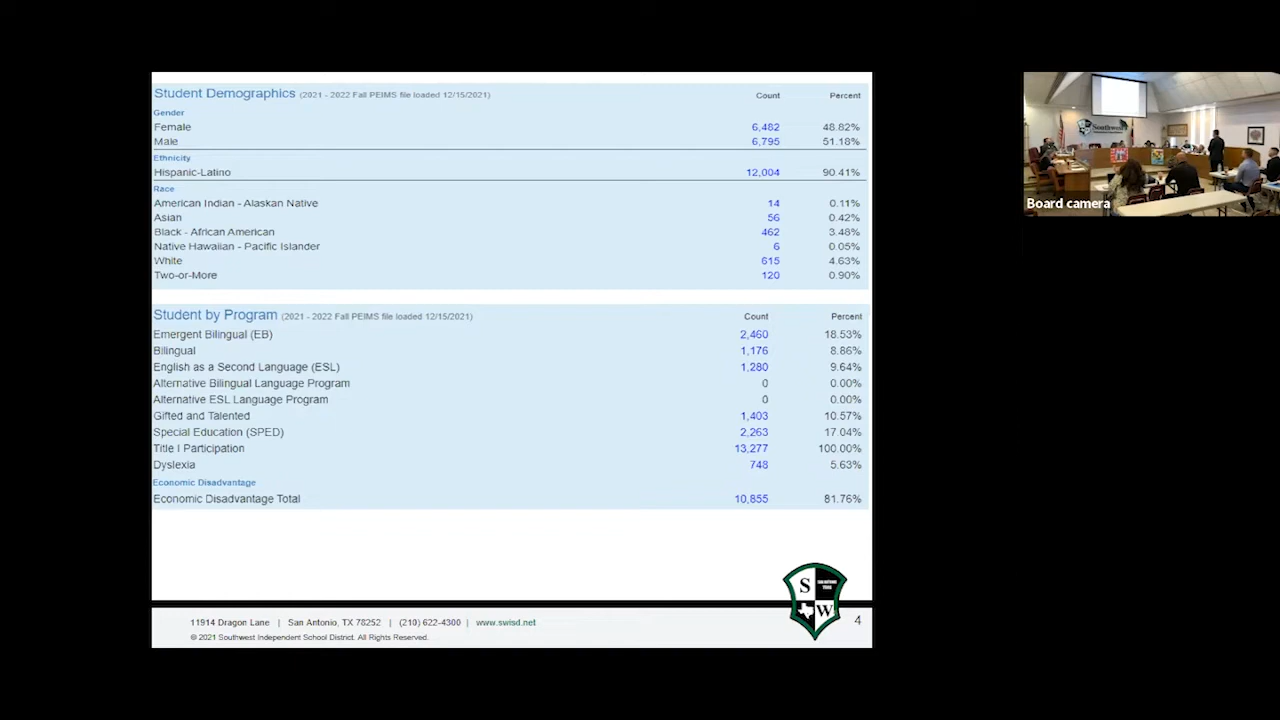 Student Demographics (2021 - 2022 Fall PEIMS file loaded 12/15/2021) Count Percent
Gender
Female 6,482 48.82%
Male 6,795 51.18%
Ethnicity
Hispanic-Latino 12,004 90.41%
Race
American Indian - Alaskan Native 14 0.11%
Asian 56 0.42%
Black - African American 462 3.48%
Native Hawaiian - Pacific Islander 6 0.05%
White 615 4.63%
Two-or-More 120 0.90%
Student by Program (2021 - 2022 Fall PEIMS file loaded 12/15/2021) Count Percent
Emergent Bilingual (EB) 2,460 18.53%
Bilingual 1,176 8.86%
English as a Second Language (ESL) 1,280 9.64%
Alternative Bilingual Language Program 0 0.00%
Alternative ESL Language Program 0 0.00%
Gifted and Talented 1,403 10.57%
Special Education (SPED) 2,263 17.04%
Title I Participation 13,277 100.00%
Dyslexia 748 5.63%
Economic Disadvantage
Economic Disadvantage Total 10,855 81.76%
S
W
11914 Dragon Lane | San Antonio, TX 78252 | (210) 622-4300 | www.swisd.net
© 2021 Southwest Independent School District. All Rights Reserved.
4
Southwest
Board camera